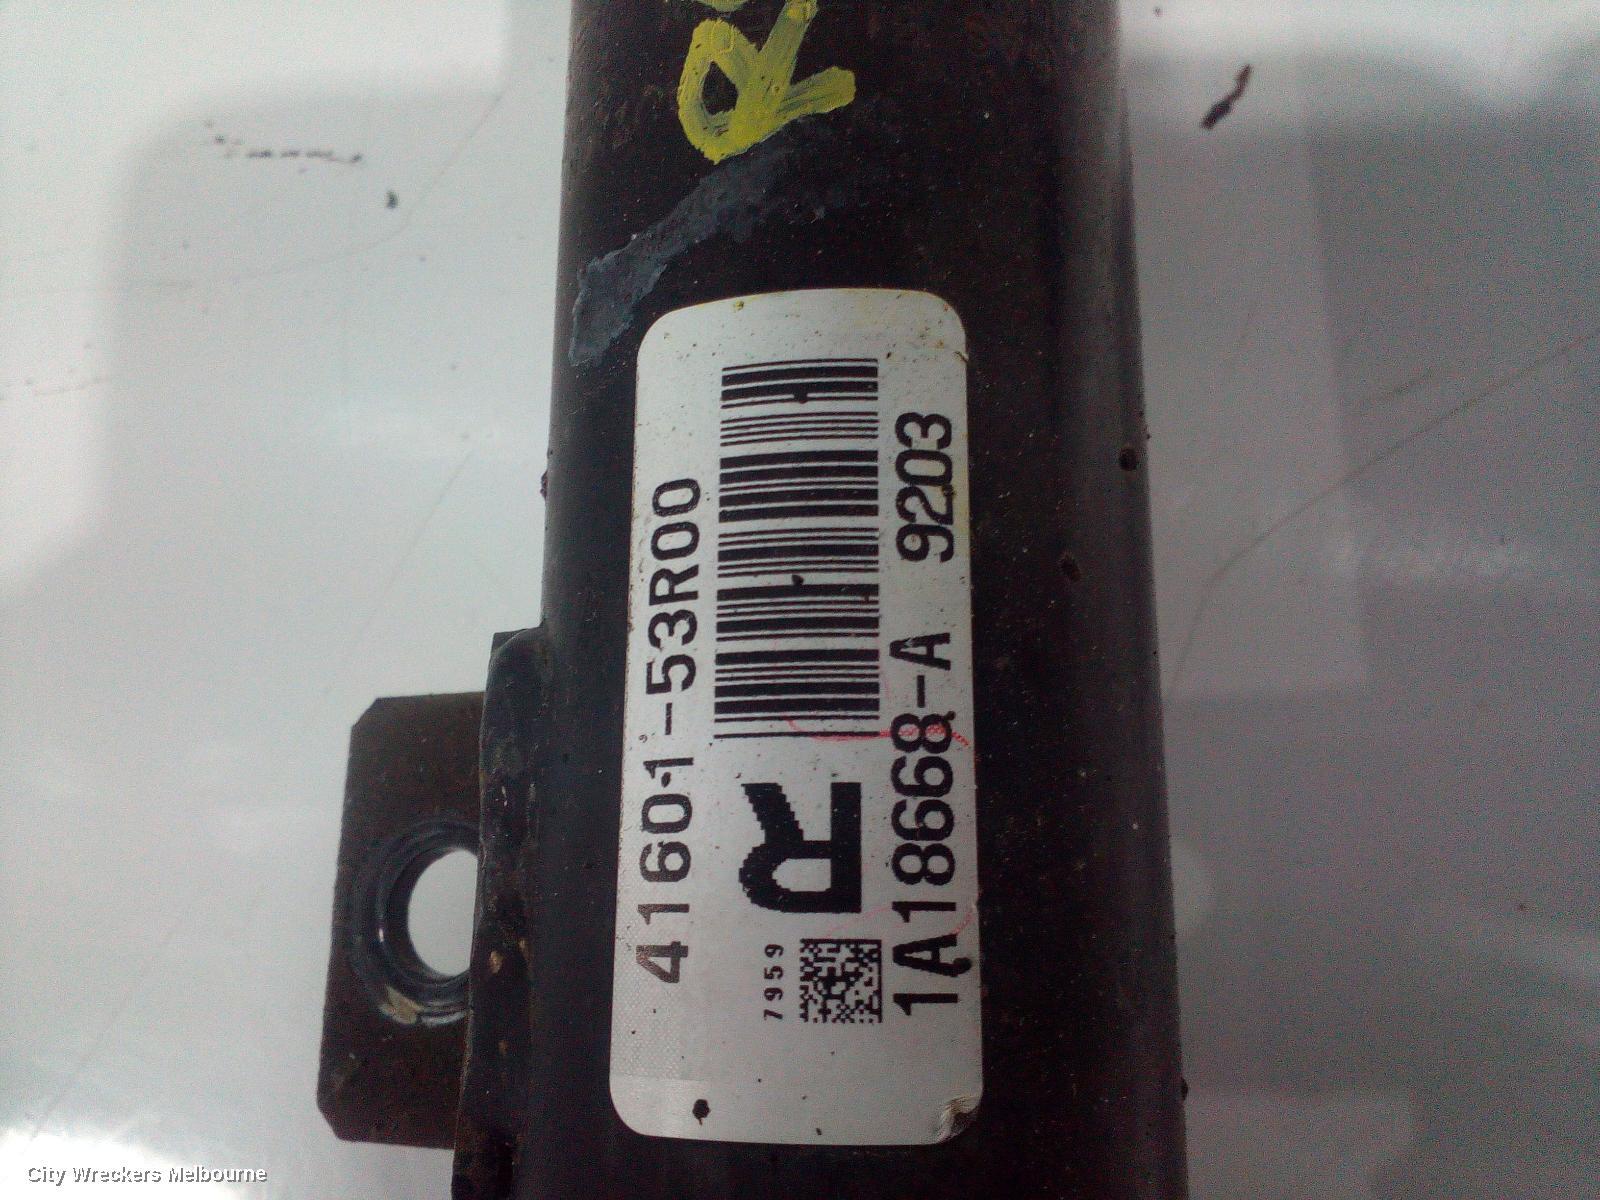 R
41601-53R00
R
7959
1A18668-A 9203
City Wreckers Melbourne